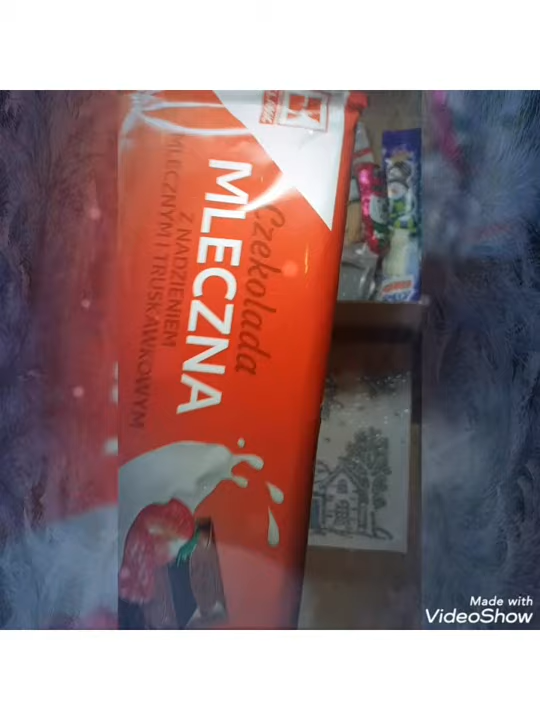 Czekolada
MLECZNA
Z NADZIENIEM
MLECZNYM I TRUSKAWKOWYM
Made with
VideoShow